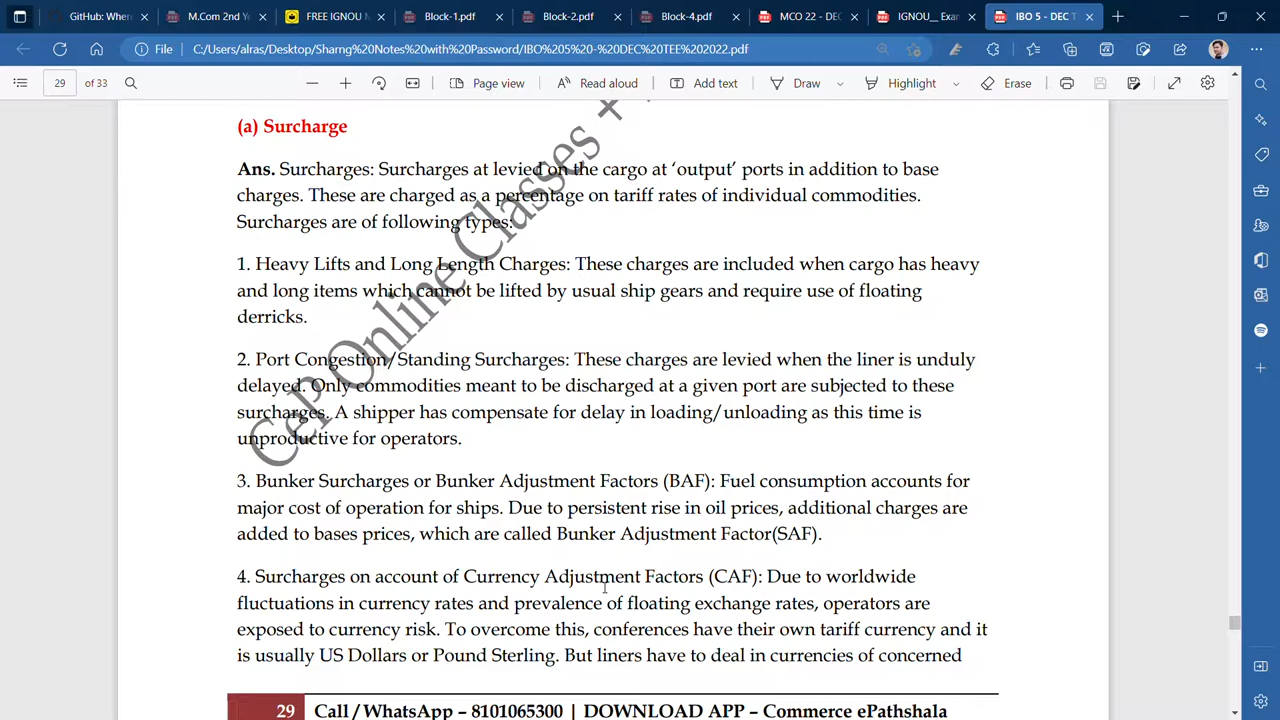 GitHub: Where
M.Com 2nd Y
FREE IGNOU M
Block-1.pdf
Block-2.pdf
Block-4.pdf
MCO 22 - DEC
IGNOU__ Exa
IBO 5 - DEC T
File
C:/Users/alras/Desktop/Sharng%20Notes%20with%20Password/IBO%205%20-%20DEC%20TEE%202022.pdf
29 of 33
Page view
Read aloud
Add text
Draw
Highlight
Erase
(a) Surcharge
Ans. Surcharges: Surcharges at levied on the cargo at ‘output’ ports in addition to base
charges. These are charged as a percentage on tariff rates of individual commodities.
Surcharges are of following types:
1. Heavy Lifts and Long Length Charges: These charges are included when cargo has heavy
and long items which cannot be lifted by usual ship gears and require use of floating
derricks.
2. Port Congestion/Standing Surcharges: These charges are levied when the liner is unduly
delayed. Only commodities meant to be discharged at a given port are subjected to these
surcharges. A shipper has compensate for delay in loading/unloading as this time is
unproductive for operators.
3. Bunker Surcharges or Bunker Adjustment Factors (BAF): Fuel consumption accounts for
major cost of operation for ships. Due to persistent rise in oil prices, additional charges are
added to bases prices, which are called Bunker Adjustment Factor(SAF).
4. Surcharges on account of Currency Adjustment Factors (CAF): Due to worldwide
fluctuations in currency rates and prevalence of floating exchange rates, operators are
exposed to currency risk. To overcome this, conferences have their own tariff currency and it
is usually US Dollars or Pound Sterling. But liners have to deal in currencies of concerned
CeP Online Classes +
29 Call/WhatsApp – 8101065300 | DOWNLOAD APP – Commerce ePathshala